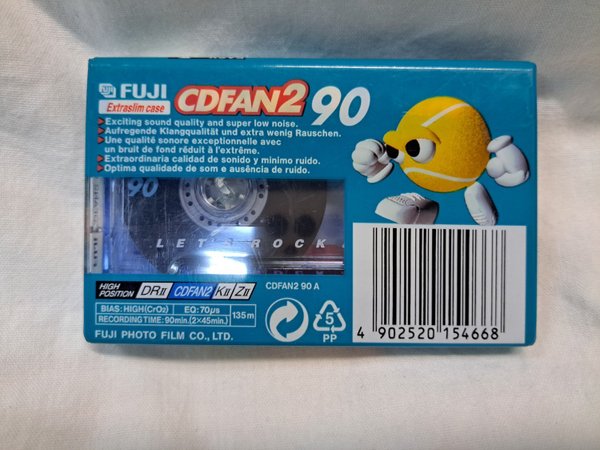 FUJI
Extraslim case
CDFAN2 90
Exciting sound quality and super low noise.
Aufregende Klangqualität und extra wenig Rauschen.
Une qualité sonore exceptionnelle avec
un bruit de fond réduit à l'extrême.
Extraordinaria calidad de sonido y minimo ruido.
Optima qualidade de som e ausência de ruido.
90
LET'S ROCK
HIGH POSITION DRII CDFAN2 KII ZII
CDFAN2 90 A
BIAS: HIGH(CrO2) EQ: 70µs 135m
RECORDING TIME: 90min.(2×45min.)
FUJI PHOTO FILM CO., LTD.
5
PP
4 902520 154668